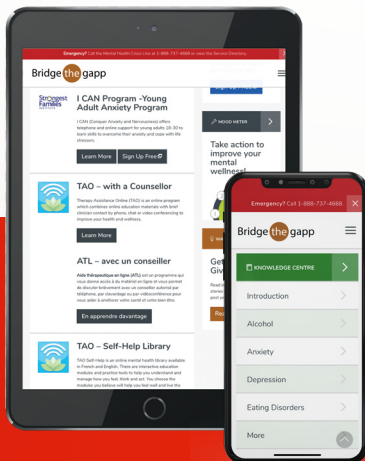 Emergency? Call the Mental Health Crisis Line at 1-888-737-4668 or view the Service Directory.
Bridge the gapp
Strongest Families
INSTITUTE
I CAN Program -Young
Adult Anxiety Program
I CAN (Conquer Anxiety and Nervousness) offers
telephone and online support for young adults 18-30 to
learn skills to overcome their anxiety and cope with life
stressors.
Learn More
Sign Up Free
TAO – with a Counsellor
Therapy Assistance Online (TAO) is an online program
which combines online education materials with brief
clinician contact by phone, chat or video conferencing to
improve your health and wellness.
Learn More
ATL – avec un conseiller
Aide thérapeutique en ligne (ATL) est un programme qui
vous donne accès à du matériel en ligne et vous permet
de discuter brièvement avec un conseiller autorisé par
téléphone, par clavardage ou par vidéoconférence pour
vous aider à améliorer votre santé et votre bien-être.
En apprendre davantage
TAO – Self-Help Library
TAO Self-Help is an online mental health library available
in French and English. There are interactive education
modules and practice tools to help you understand and
manage how you feel, think and act. You choose the
modules you believe will help you feel well and live the
MOOD METER
Take action to
improve your
mental
wellness!
Emergency? Call 1-888-737-4668
Bridge the gapp
KNOWLEDGE CENTRE
Introduction
Alcohol
Anxiety
Depression
Eating Disorders
More